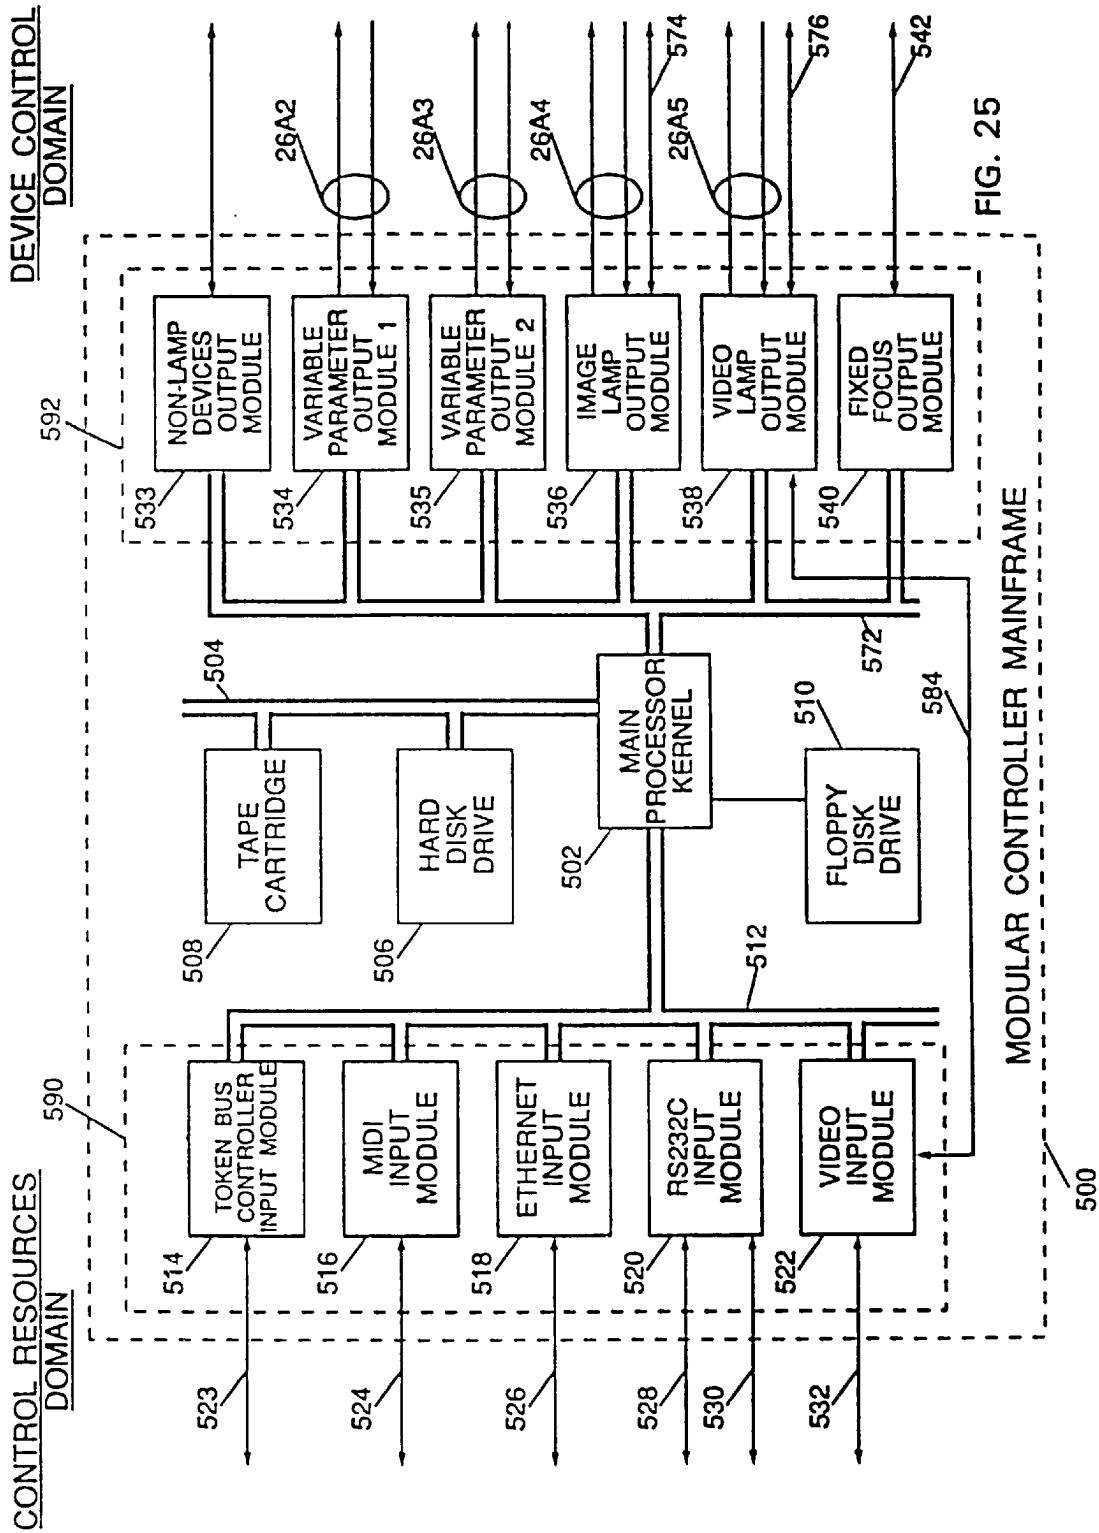 CONTROL RESOURCES
DOMAIN
DEVICE CONTROL
DOMAIN
590
592
514
TOKEN BUS
CONTROLLER
INPUT MODULE
523
516
MIDI
INPUT
MODULE
524
518
ETHERNET
INPUT
MODULE
526
520
RS232C
INPUT
MODULE
528
530
522
VIDEO
INPUT
MODULE
532
512
508
TAPE
CARTRIDGE
504
506
HARD
DISK
DRIVE
502
MAIN
PROCESSOR
KERNEL
510
FLOPPY
DISK
DRIVE
572
584
533
NON-LAMP
DEVICES
OUTPUT
MODULE
534
VARIABLE
PARAMETER
OUTPUT
MODULE 1
26A2
535
VARIABLE
PARAMETER
OUTPUT
MODULE 2
26A3
536
IMAGE
LAMP
OUTPUT
MODULE
26A4
574
538
VIDEO
LAMP
OUTPUT
MODULE
26A5
576
540
FIXED
FOCUS
OUTPUT
MODULE
542
MODULAR CONTROLLER MAINFRAME
500
FIG. 25